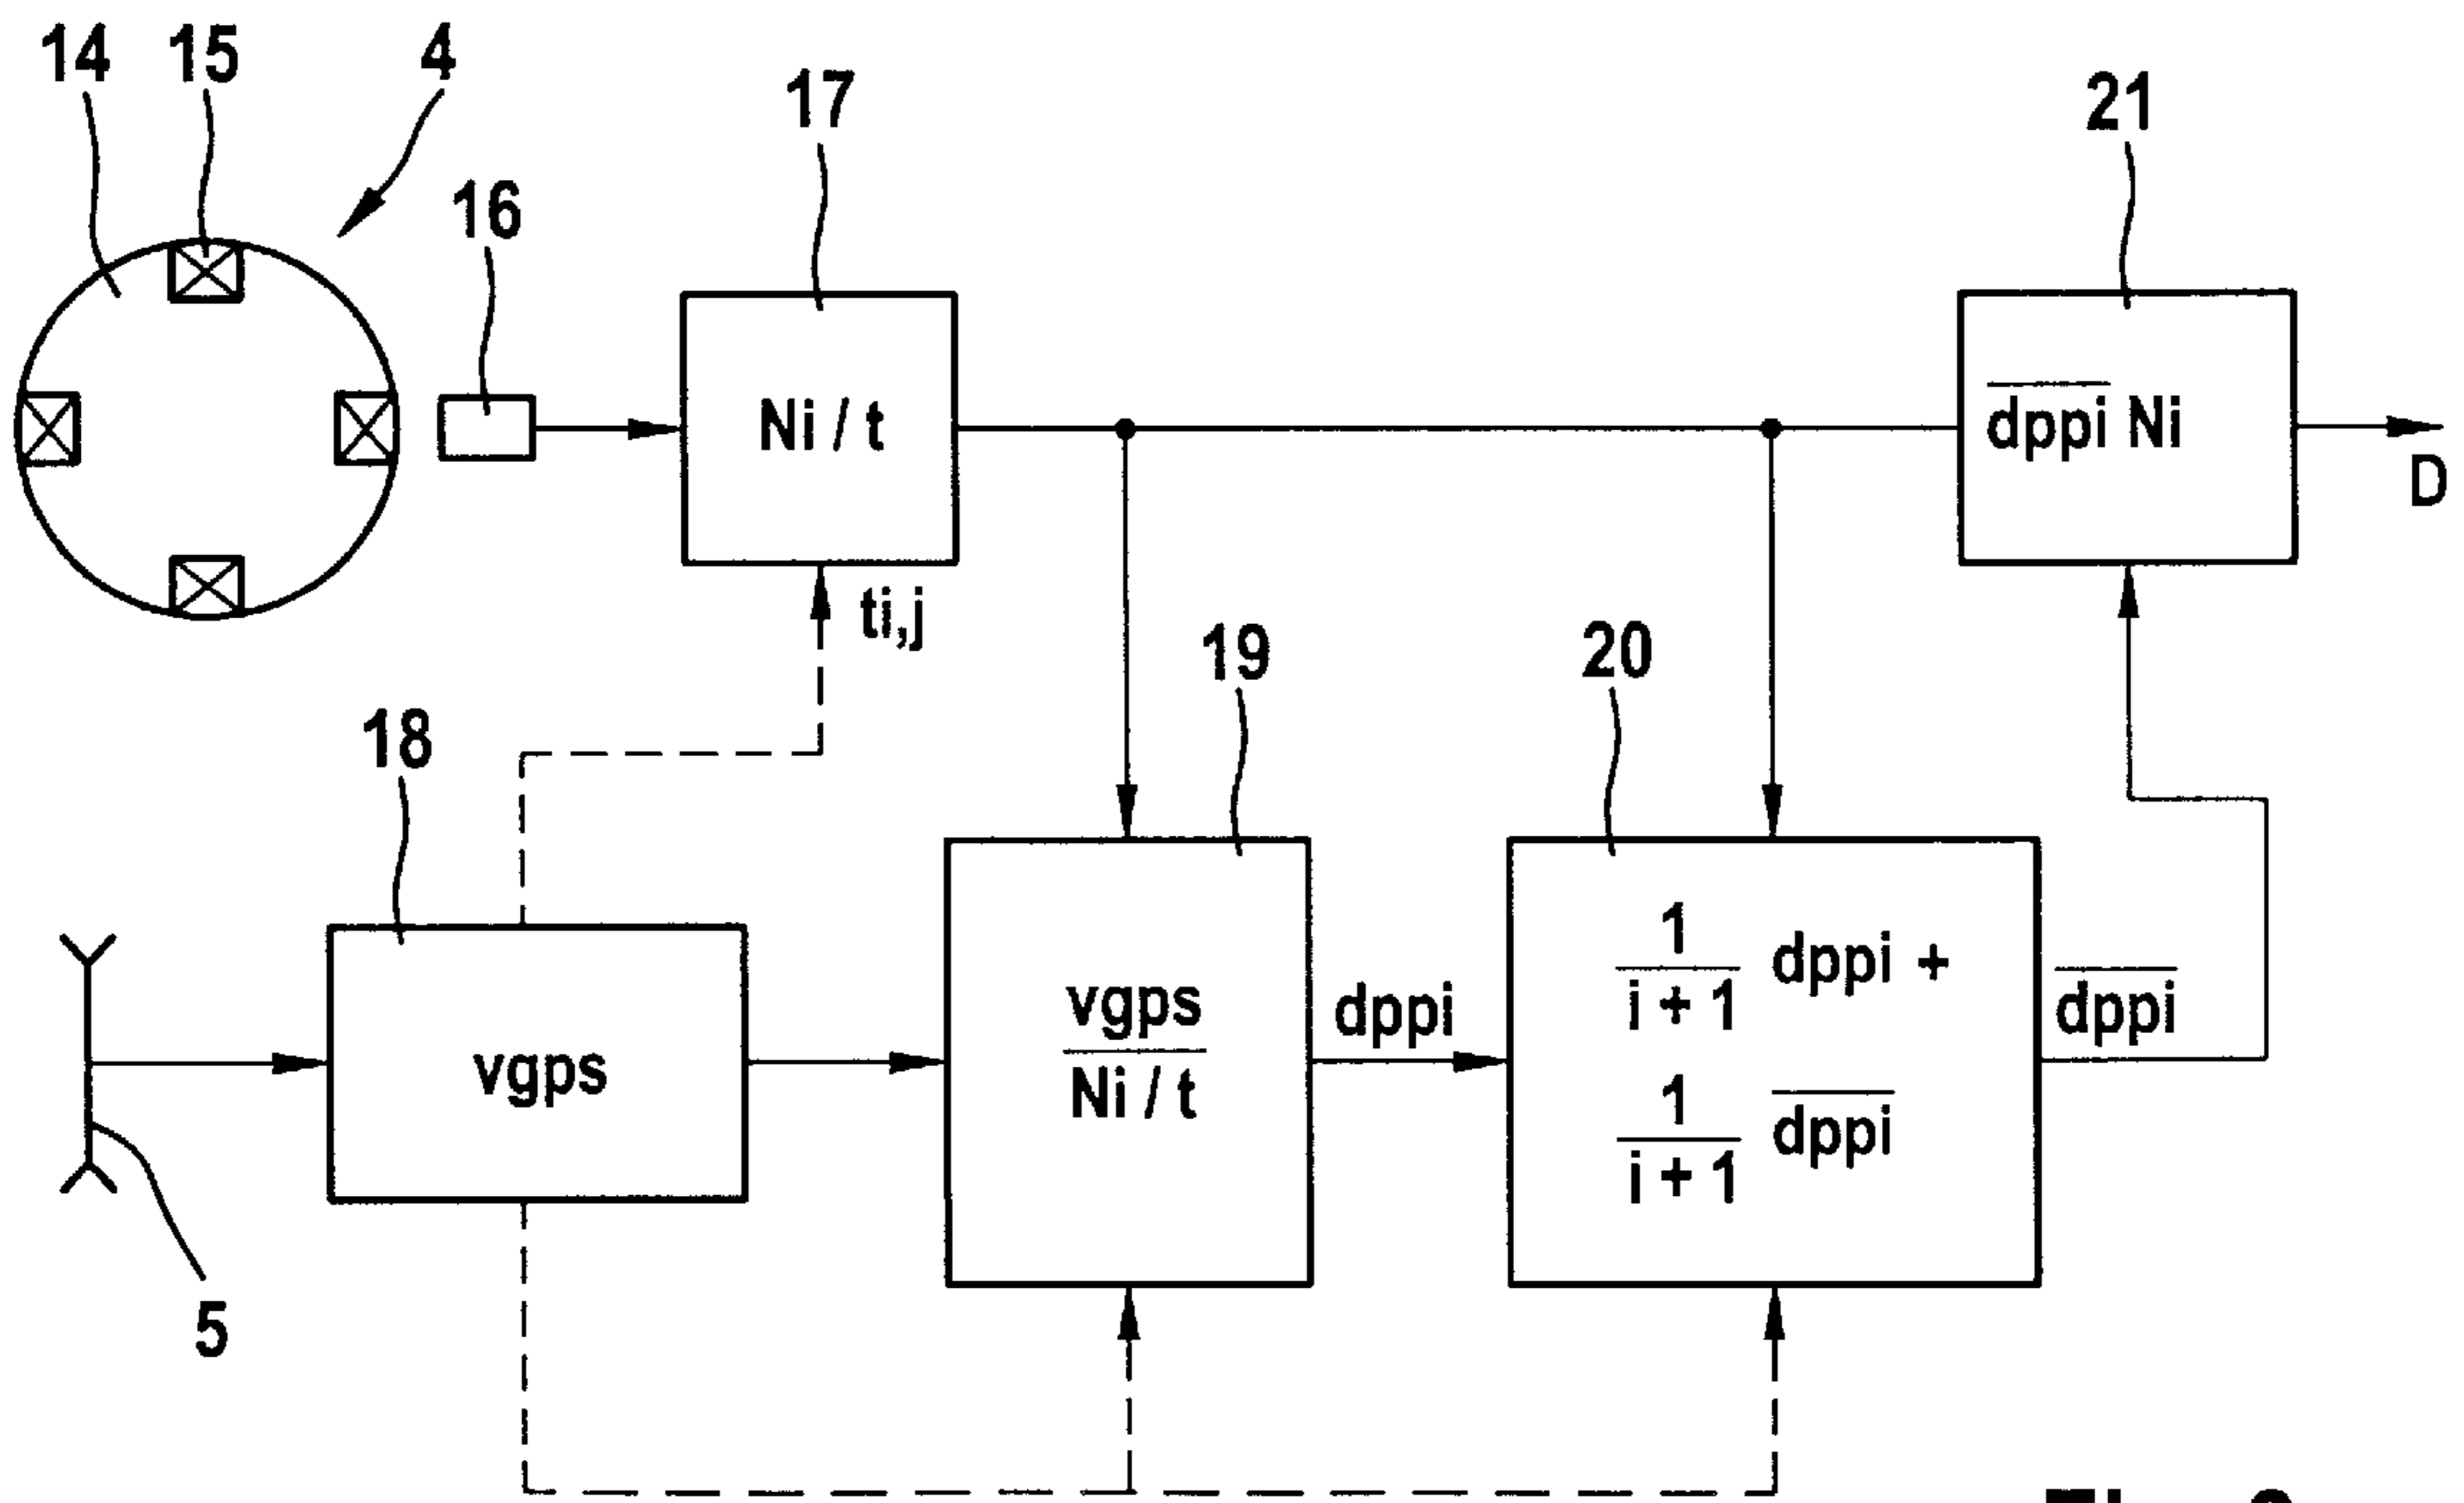 14 15 4
17
21
16
Ni / t
dppi Ni
D
ti,j
19
20
18
1
i + 1
dppi +
vgps
Ni / t
dppi
dppi
vgps
1
i + 1
dppi
5